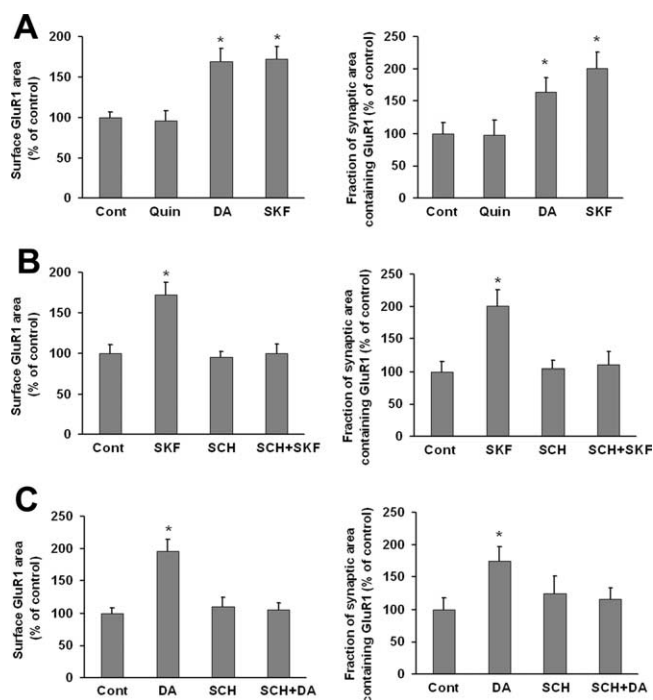 A
Surface GluR1 area
(% of control)
200
150
100
50
0
*
*
Cont Quin DA SKF
Fraction of synaptic area
containing GluR1 (% of control)
250
200
150
100
50
0
*
*
Cont Quin DA SKF
B
Surface GluR1 area
(% of control)
200
150
100
50
0
*
Cont SKF SCH SCH+SKF
Fraction of synaptic area
containing GluR1 (% of control)
250
200
150
100
50
0
*
Cont SKF SCH SCH+SKF
C
Surface GluR1 area
(% of control)
250
200
150
100
50
0
*
Cont DA SCH SCH+DA
Fraction of synaptic area
containing GluR1 (% of control)
250
200
150
100
50
0
*
Cont DA SCH SCH+DA